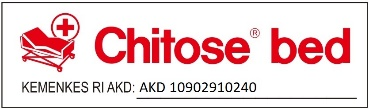 Chitose® bed
KEMENKES RI AKD: AKD 10902910240